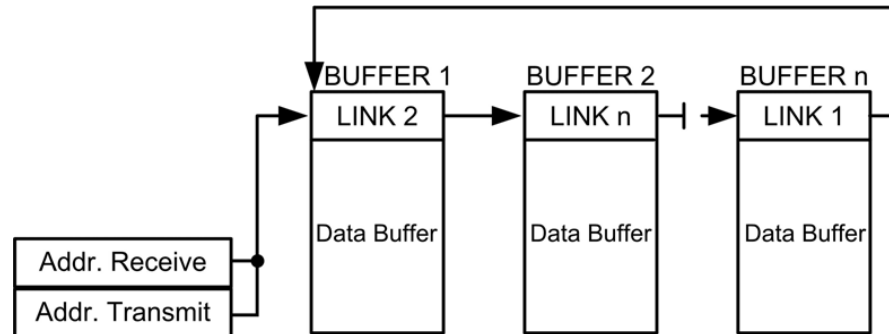 BUFFER 1
BUFFER 2
BUFFER n
LINK 2
LINK n
LINK 1
Data Buffer
Data Buffer
Data Buffer
Addr. Receive
Addr. Transmit